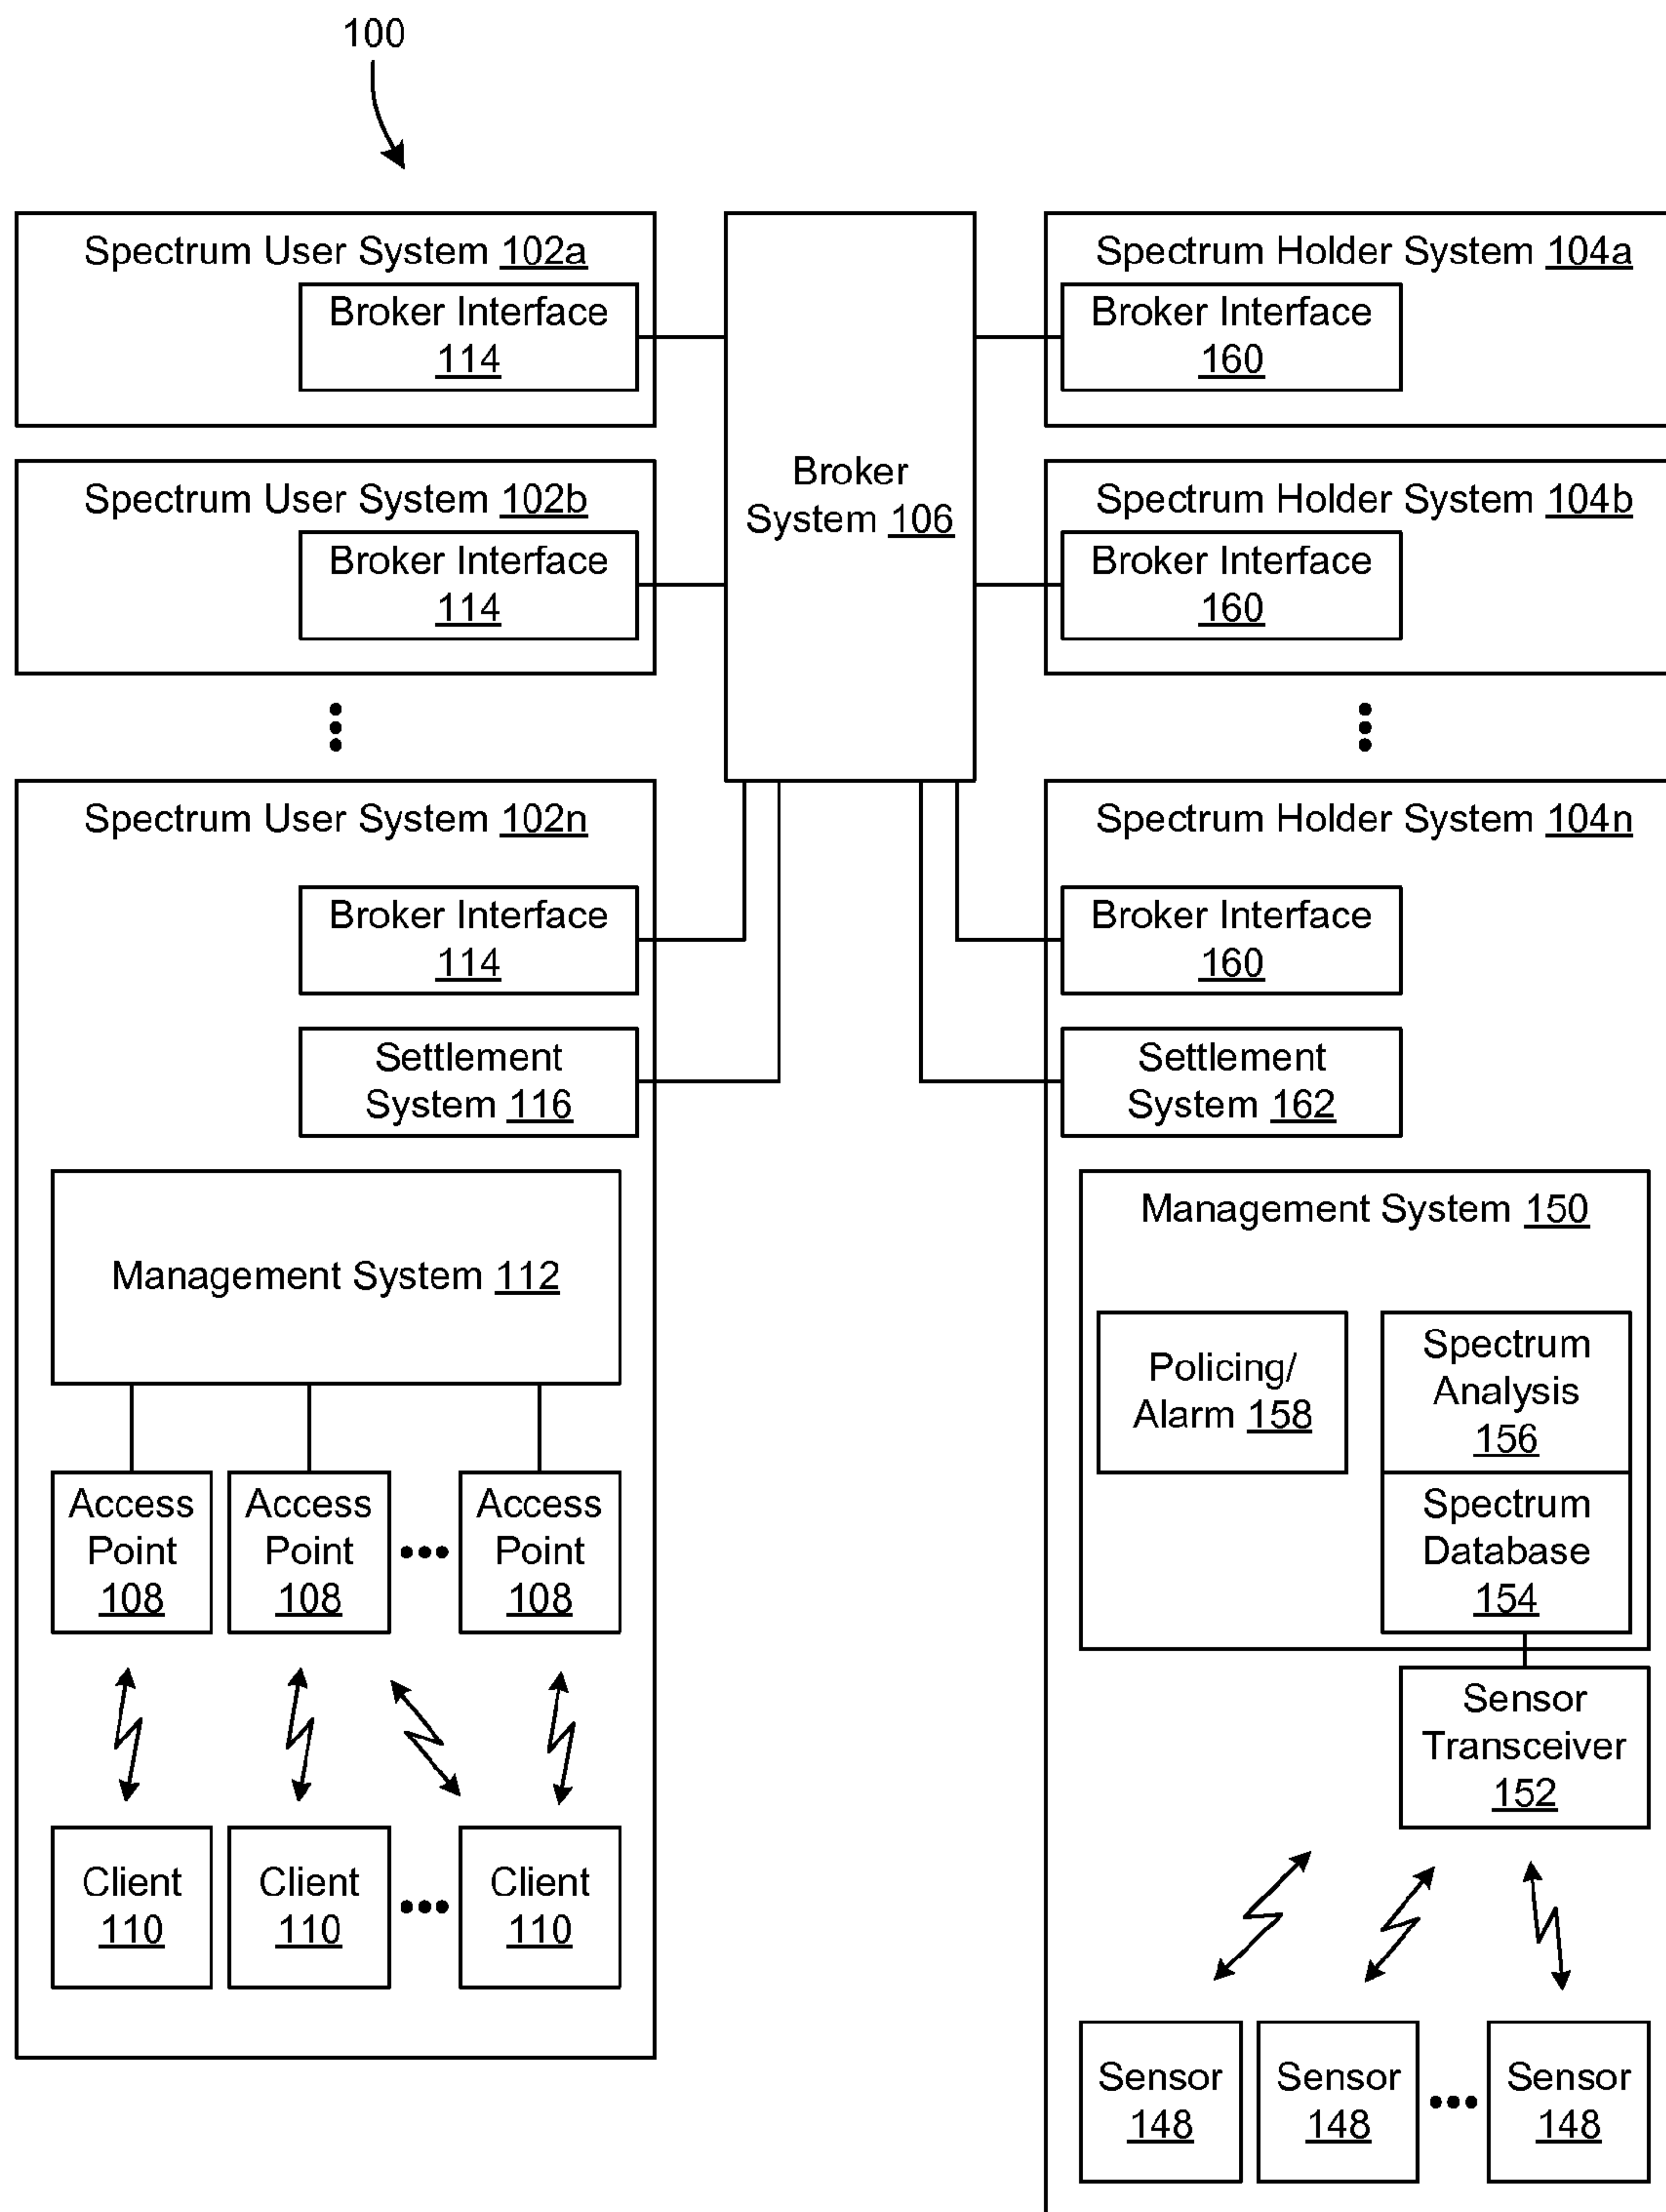 100
Spectrum User System 102a
Broker Interface
114
Spectrum User System 102b
Broker Interface
114
Broker
System 106
Spectrum Holder System 104a
Broker Interface
160
Spectrum Holder System 104b
Broker Interface
160
Spectrum User System 102n
Broker Interface
114
Settlement
System 116
Management System 112
Access
Point
108
Access
Point
108
Access
Point
108
Client
110
Client
110
Client
110
Spectrum Holder System 104n
Broker Interface
160
Settlement
System 162
Management System 150
Policing/
Alarm 158
Spectrum
Analysis
156
Spectrum
Database
154
Sensor
Transceiver
152
Sensor
148
Sensor
148
Sensor
148